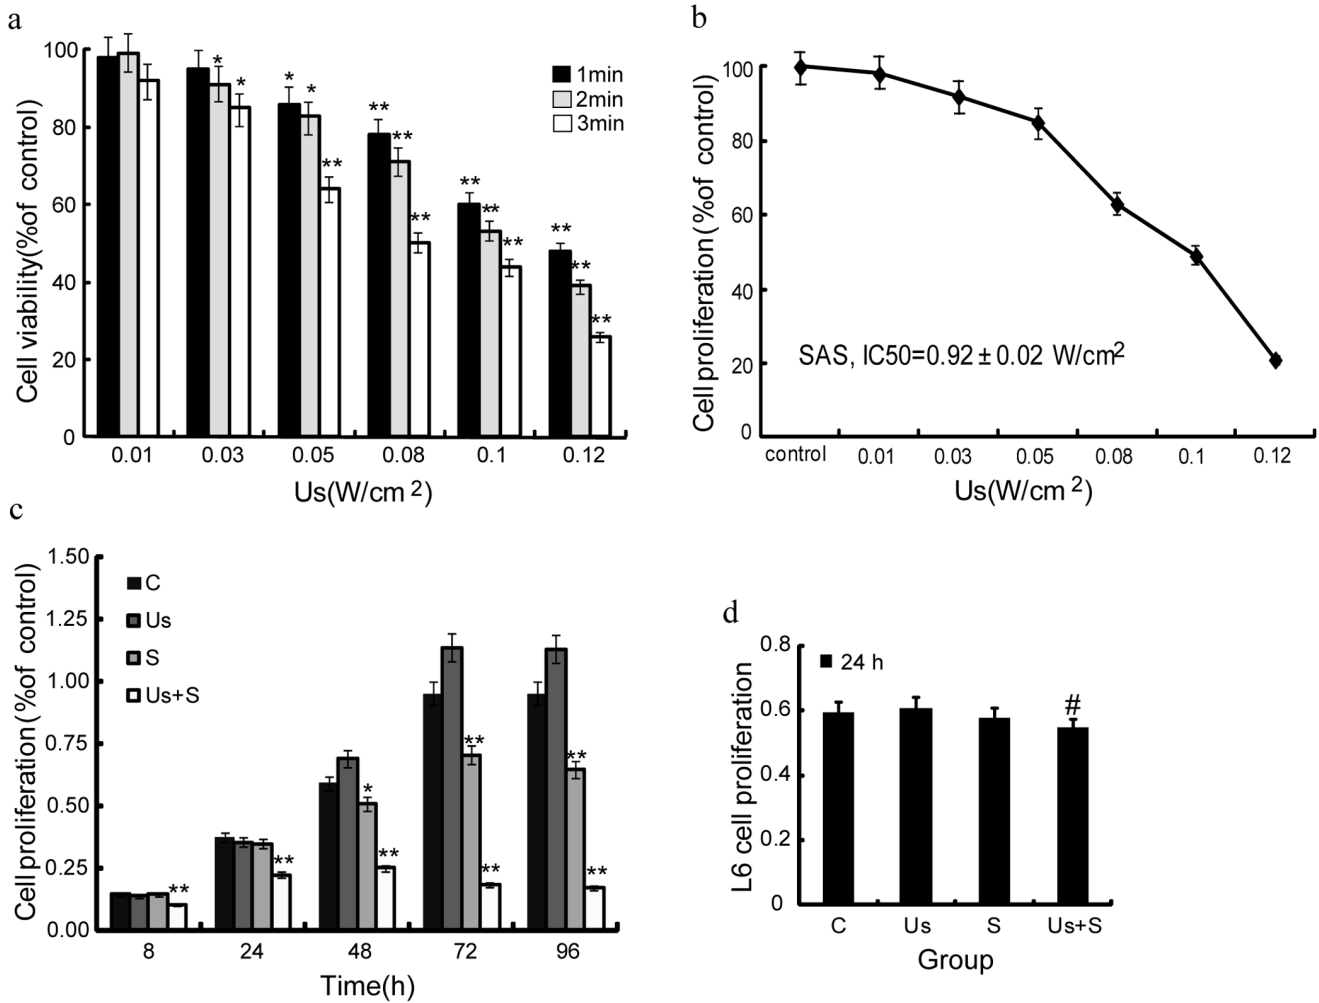 a
Cell viability(%of control)
100
80
60
40
20
0
* * * * ** ** ** ** ** ** ** ** ** **
1min
2min
3min
0.01 0.03 0.05 0.08 0.1 0.12
Us(W/cm2)
b
Cell proliferation(%of control)
100
80
60
40
20
0
SAS, IC50=0.92±0.02 W/cm2
control 0.01 0.03 0.05 0.08 0.1 0.12
Us(W/cm2)
c
Cell proliferation(%of control)
1.50
1.25
1.00
0.75
0.50
0.25
0.00
C
Us
S
Us+S
** ** * ** ** ** ** **
8 24 48 72 96
Time(h)
d
L6 cell proliferation
0.8
0.6
0.4
0.2
0
24 h
#
C Us S Us+S
Group